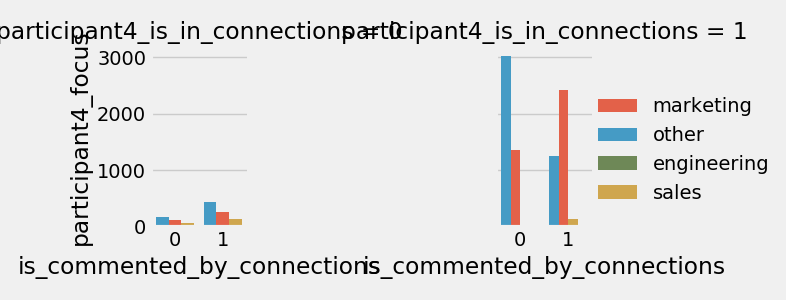 participant4_is_in_connections = 0
participant4_is_in_connections = 1
participant4_focus
3000
2000
1000
0
0 1
0 1
is_commented_by_connections
is_commented_by_connections
marketing
other
engineering
sales